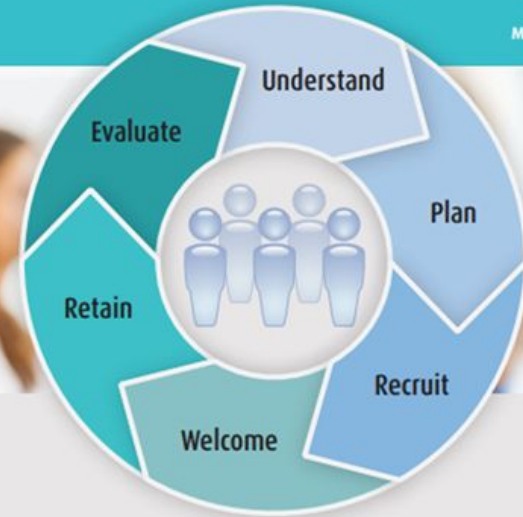 M
Understand
Evaluate
Plan
Retain
Recruit
Welcome